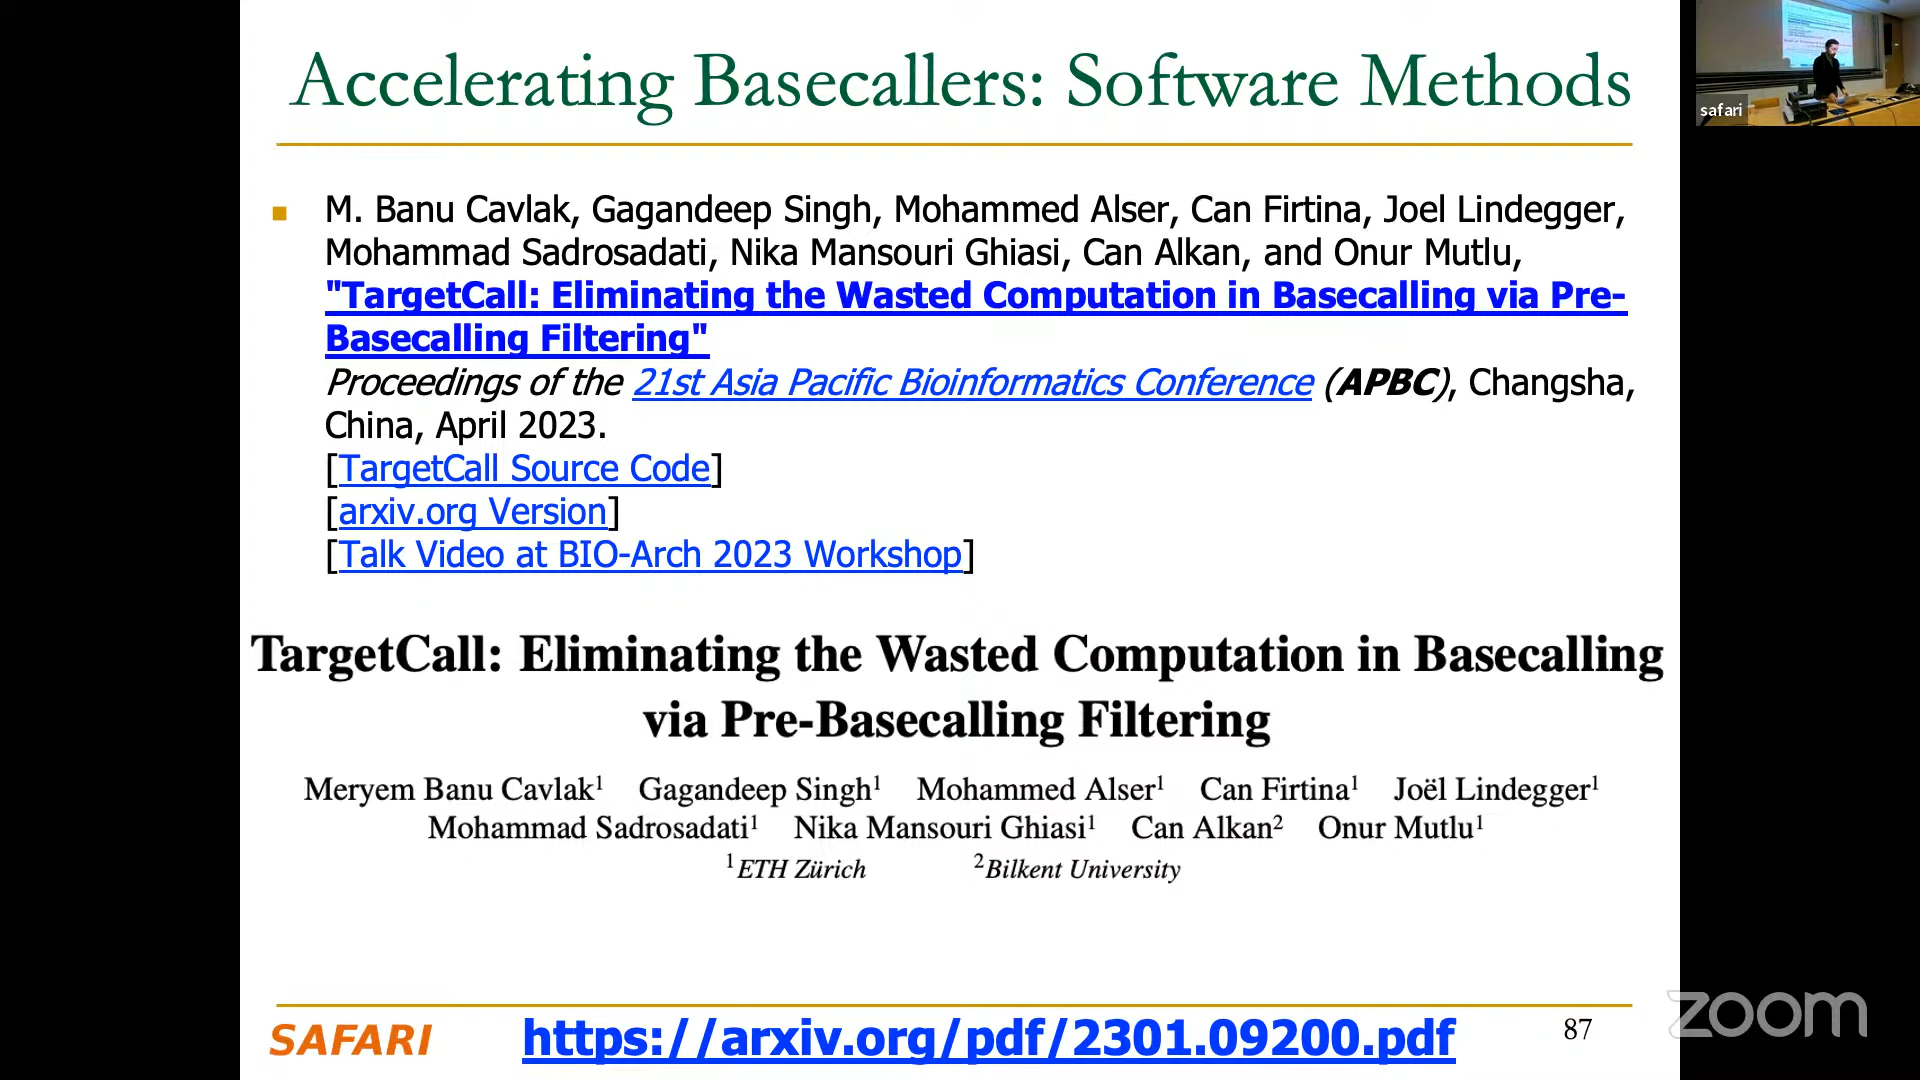 Accelerating Basecallers: Software Methods
safari
■ M. Banu Cavlak, Gagandeep Singh, Mohammed Alser, Can Firtina, Joel Lindegger,
Mohammad Sadrosadati, Nika Mansouri Ghiasi, Can Alkan, and Onur Mutlu,
"TargetCall: Eliminating the Wasted Computation in Basecalling via Pre-
Basecalling Filtering"
Proceedings of the 21st Asia Pacific Bioinformatics Conference (APBC), Changsha,
China, April 2023.
[TargetCall Source Code]
[arxiv.org Version]
[Talk Video at BIO-Arch 2023 Workshop]
TargetCall: Eliminating the Wasted Computation in Basecalling
via Pre-Basecalling Filtering
Meryem Banu Cavlak¹ Gagandeep Singh¹ Mohammed Alser¹ Can Firtina¹ Joël Lindegger¹
Mohammad Sadrosadati¹ Nika Mansouri Ghiasi¹ Can Alkan² Onur Mutlu¹
¹ETH Zürich ²Bilkent University
SAFARI https://arxiv.org/pdf/2301.09200.pdf 87
zoom